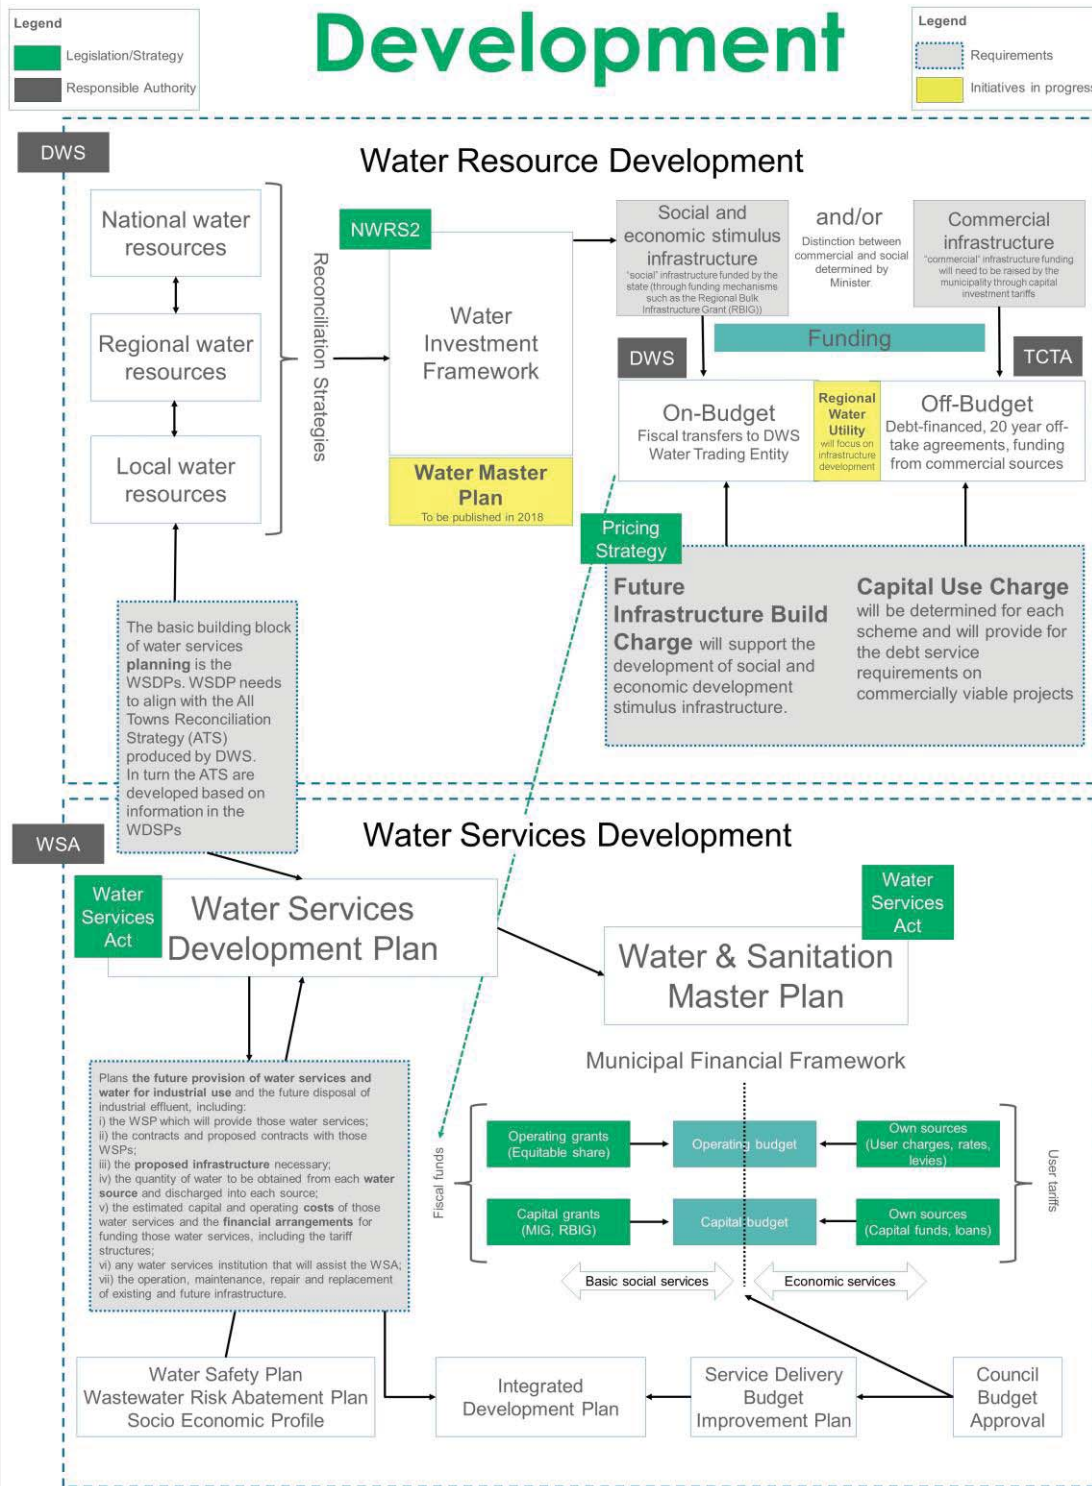 Legend
Legislation/Strategy
Responsible Authority
Development
Legend
Requirements
Initiatives in progress
DWS
Water Resource Development
National water
resources
Regional water
resources
Local water
resources
Reconciliation Strategies
NWRS2
Water
Investment
Framework
Water Master
Plan
To be published in 2018
Social and
economic stimulus
infrastructure
"social" infrastructure funded by the
state (through funding mechanisms
such as the Regional Bulk
Infrastructure Grant (RBIG))
and/or
Distinction between
commercial and social
determined by
Minister
Commercial
infrastructure
"commercial" infrastructure funding
will need to be raised by the
municipality through capital
investment tariffs
Funding
DWS
TCTA
On-Budget
Fiscal transfers to DWS
Water Trading Entity
Regional
Water
Utility
will focus on
infrastructure
development
Off-Budget
Debt-financed, 20 year off-
take agreements, funding
from commercial sources
Pricing
Strategy
Future
Infrastructure Build
Charge will support the
development of social and
economic development
stimulus infrastructure.
Capital Use Charge
will be determined for each
scheme and will provide for
the debt service
requirements on
commercially viable projects
The basic building block
of water services
planning is the
WSDPs. WSDP needs
to align with the All
Towns Reconciliation
Strategy (ATS)
produced by DWS.
In turn the ATS are
developed based on
information in the
WDSPs
WSA
Water Services Development
Water
Services
Act
Water Services
Development Plan
Water
Services
Act
Water & Sanitation
Master Plan
Plans the future provision of water services and
water for industrial use and the future disposal of
industrial effluent, including:
i) the WSP which will provide those water services;
ii) the contracts and proposed contracts with those
WSPs;
iii) the proposed infrastructure necessary;
iv) the quantity of water to be obtained from each water
source and discharged into each source;
v) the estimated capital and operating costs of those
water services and the financial arrangements for
funding those water services, including the tariff
structures;
vi) any water services institution that will assist the WSA;
vii) the operation, maintenance, repair and replacement
of existing and future infrastructure.
Municipal Financial Framework
Fiscal funds
Operating grants
(Equitable share)
Operating budget
Own sources
(User charges, rates,
levies)
Capital grants
(MIG, RBIG)
Capital budget
Own sources
(Capital funds, loans)
User tariffs
Basic social services
Economic services
Water Safety Plan
Wastewater Risk Abatement Plan
Socio Economic Profile
Integrated
Development Plan
Service Delivery
Budget
Improvement Plan
Council
Budget
Approval